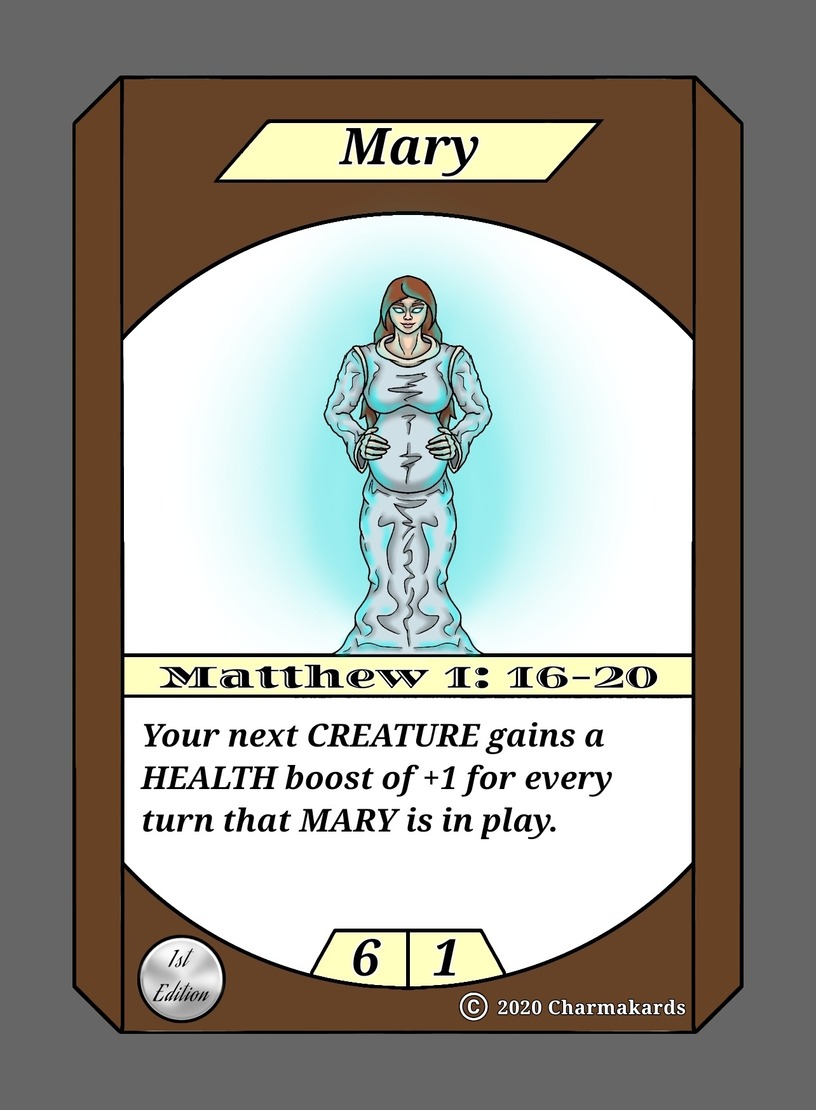 Mary
Matthew 1: 16-20
Your next CREATURE gains a
HEALTH boost of +1 for every
turn that MARY is in play.
6 1
1st
Edition
© 2020 Charmakards